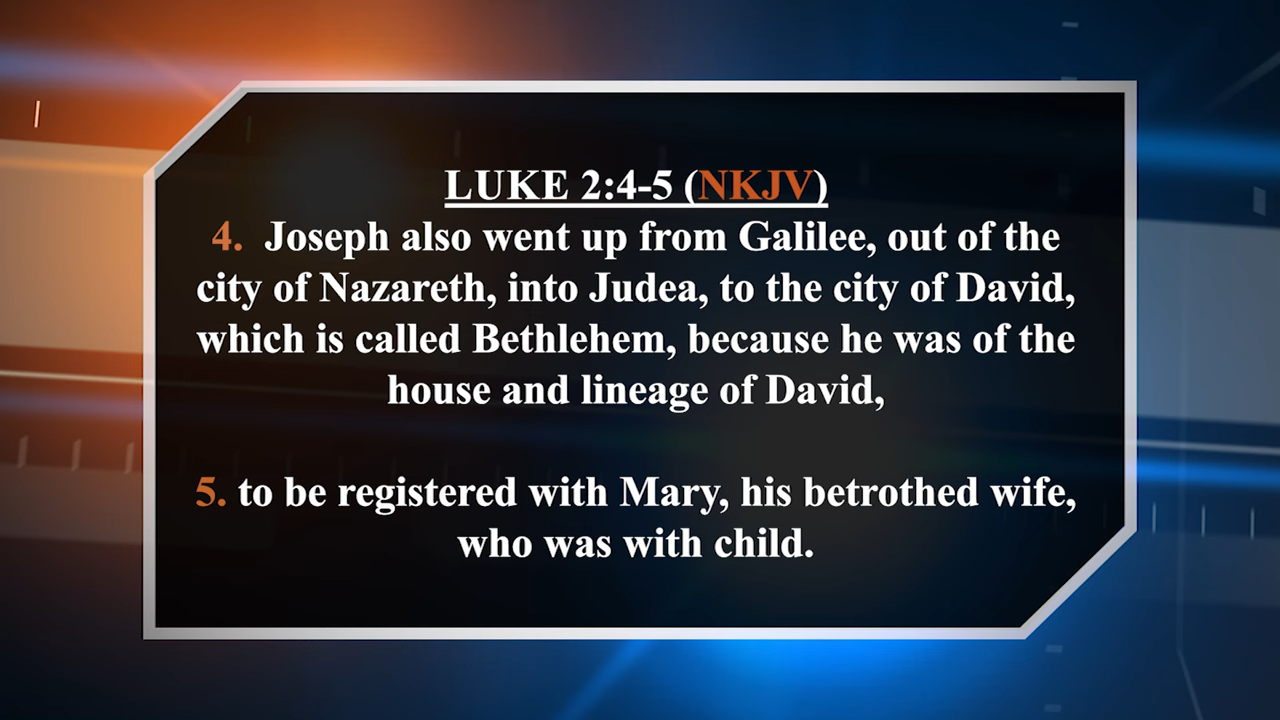 LUKE 2:4-5 (NKJV)
4. Joseph also went up from Galilee, out of the
city of Nazareth, into Judea, to the city of David,
which is called Bethlehem, because he was of the
house and lineage of David,
5. to be registered with Mary, his betrothed wife,
who was with child.